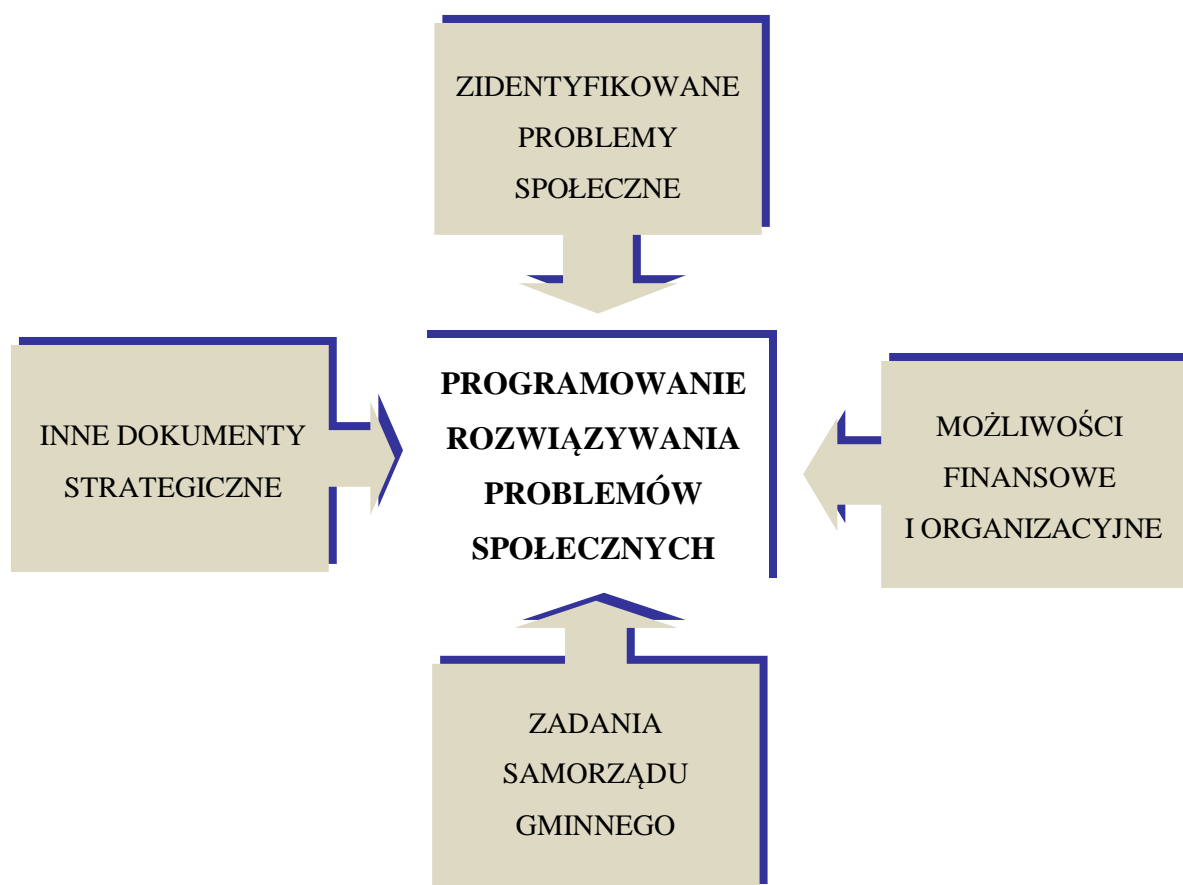 ZIDENTYFIKOWANE
PROBLEMY
SPOŁECZNE
INNE DOKUMENTY
STRATEGICZNE
PROGRAMOWANIE
ROZWIĄZYWANIA
PROBLEMÓW
SPOŁECZNYCH
MOŻLIWOŚCI
FINANSOWE
I ORGANIZACYJNE
ZADANIA
SAMORZĄDU
GMINNEGO